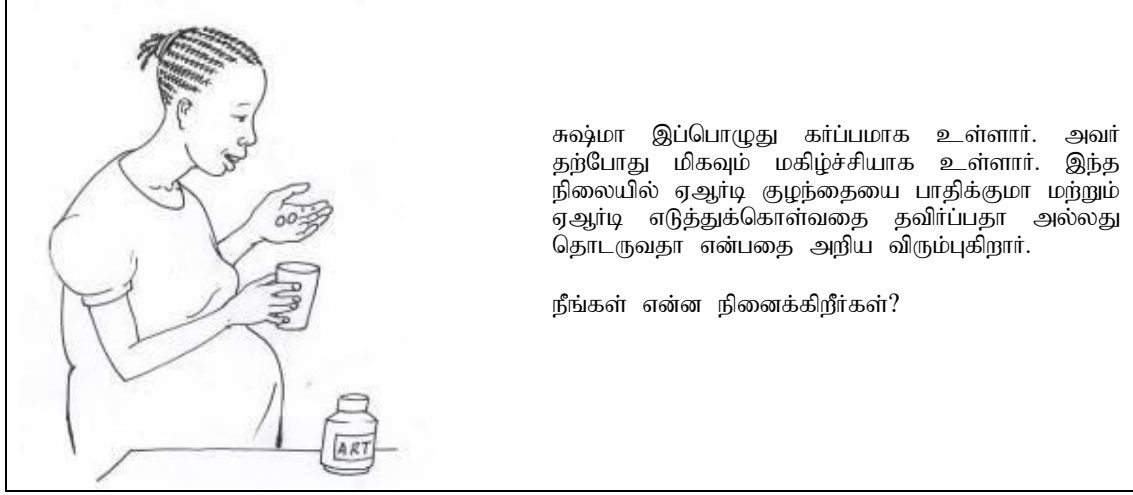 சுஷ்மா இப்பொழுது கர்ப்பமாக உள்ளார். அவர்
தற்போது மிகவும் மகிழ்ச்சியாக உள்ளார். இந்த
நிலையில் ஏஆர்டி குழந்தையை பாதிக்குமா மற்றும்
ஏஆர்டி எடுத்துக்கொள்வதை தவிர்ப்பதா அல்லது
தொடருவதா என்பதை அறிய விரும்புகிறார்.
நீங்கள் என்ன நினைக்கிறீர்கள்?
ART